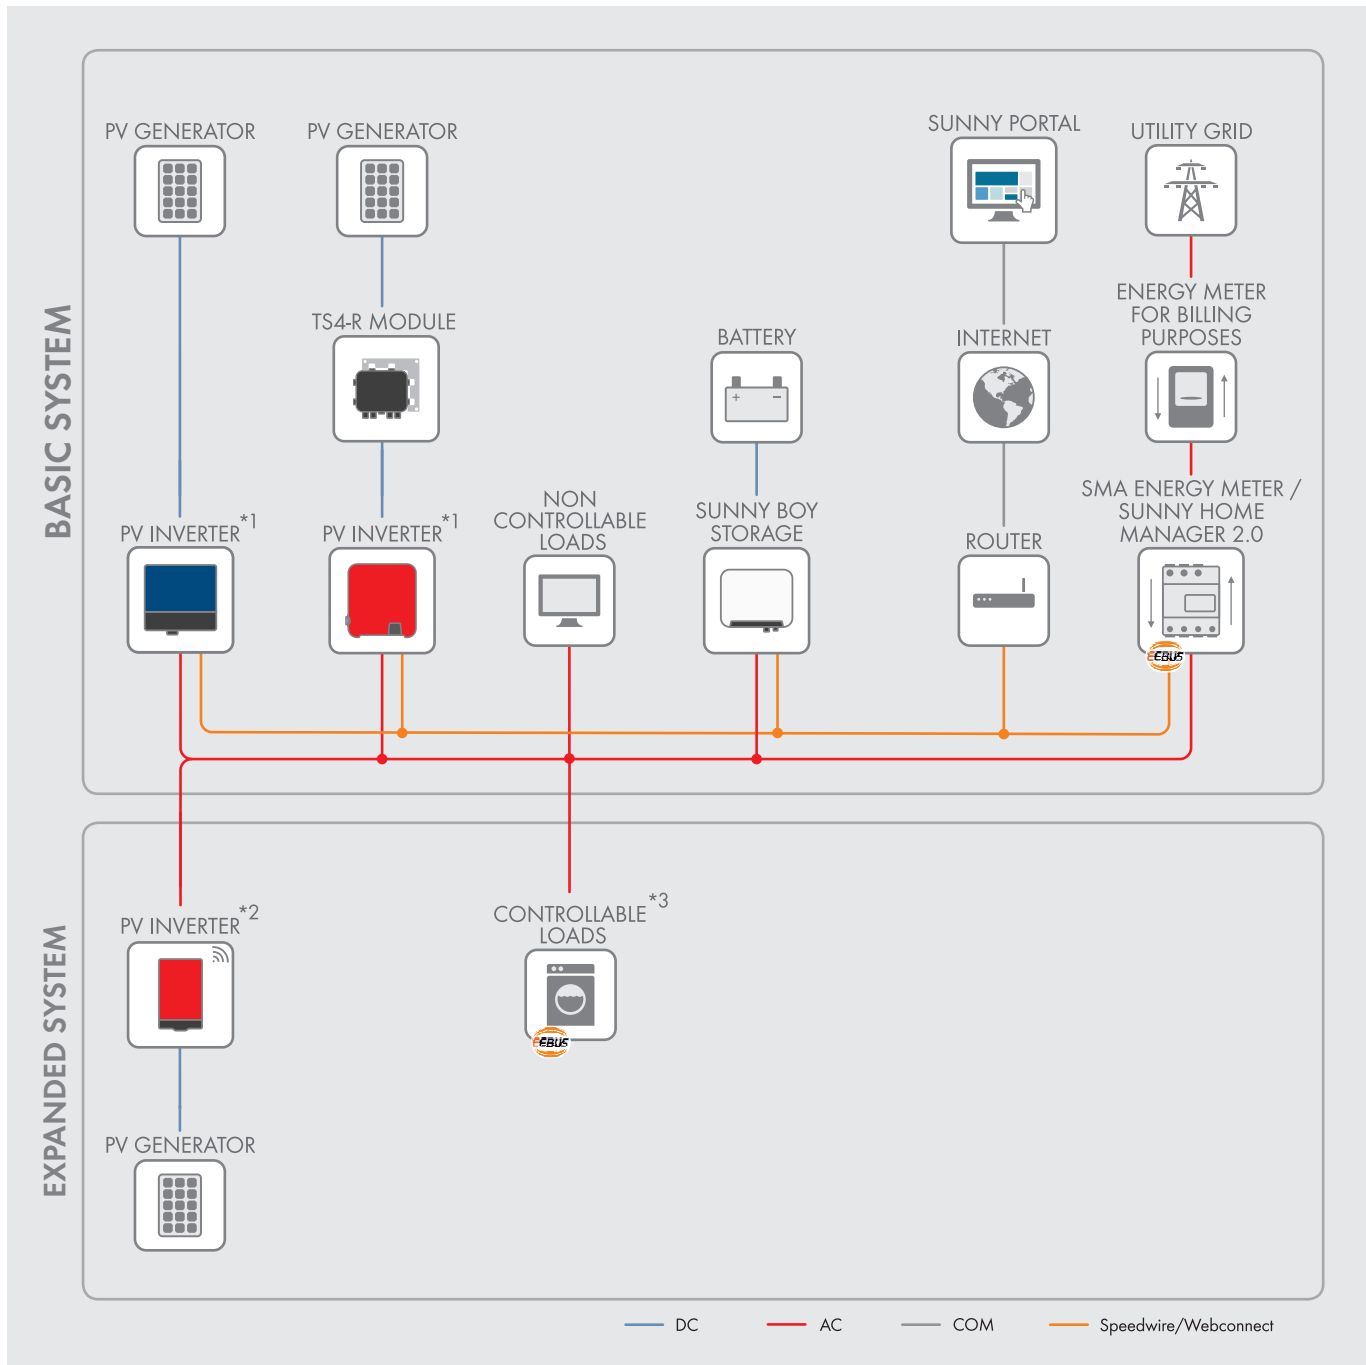 BASIC SYSTEM
PV GENERATOR
PV GENERATOR
SUNNY PORTAL
UTILITY GRID
TS4-R MODULE
BATTERY
INTERNET
ENERGY METER
FOR BILLING
PURPOSES
PV INVERTER*1
PV INVERTER*1
NON
CONTROLLABLE
LOADS
SUNNY BOY
STORAGE
ROUTER
SMA ENERGY METER /
SUNNY HOME
MANAGER 2.0
EEBUS
EXPANDED SYSTEM
PV INVERTER*2
CONTROLLABLE*3
LOADS
EEBUS
PV GENERATOR
DC
AC
COM
Speedwire/Webconnect